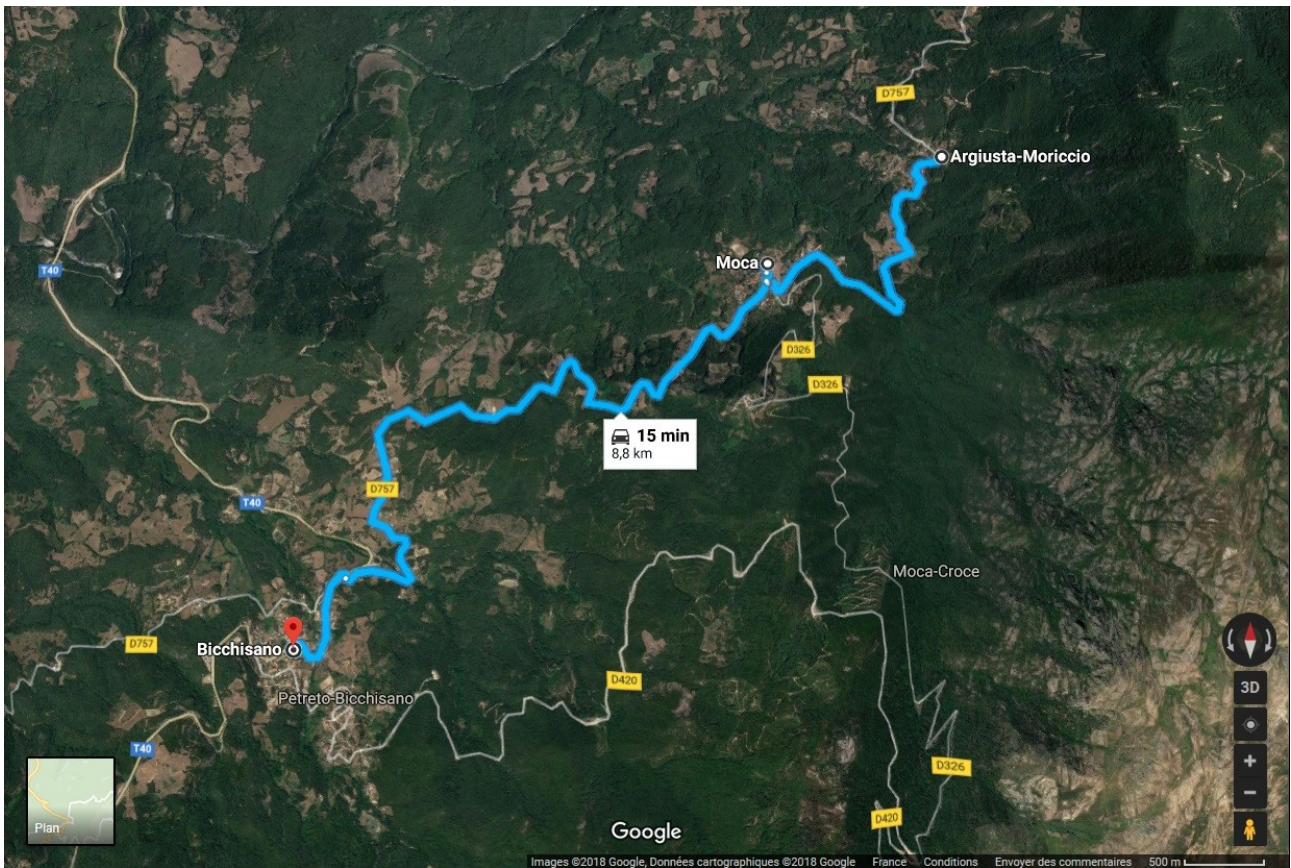 D757
Argiusta-Moriccio
Moca
T40
D326
D326
15 min
8,8 km
D757
T40
Moca-Croce
D757
Bicchisano
D420
Petreto-Bicchisano
3D
T40
D326
Plan
D420
Google
Images ©2018 Google, Données cartographiques ©2018 Google France Conditions Envoyer des commentaires 500 m